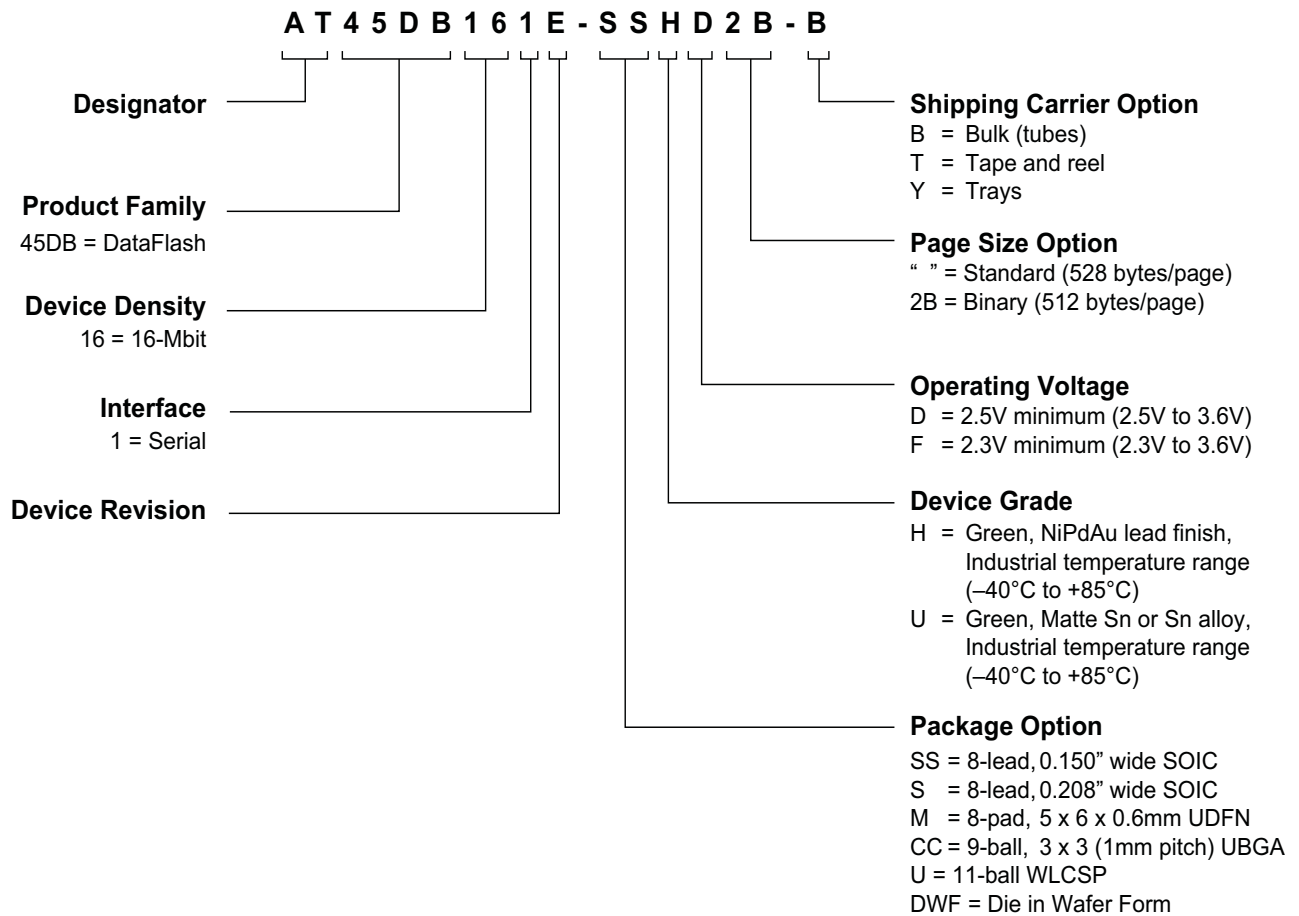 A T 4 5 D B 1 6 1 E - S S H D 2 B - B
Designator
Product Family
45DB = DataFlash
Device Density
16 = 16-Mbit
Interface
1 = Serial
Device Revision
Shipping Carrier Option
B = Bulk (tubes)
T = Tape and reel
Y = Trays
Page Size Option
“ ” = Standard (528 bytes/page)
2B = Binary (512 bytes/page)
Operating Voltage
D = 2.5V minimum (2.5V to 3.6V)
F = 2.3V minimum (2.3V to 3.6V)
Device Grade
H = Green, NiPdAu lead finish,
Industrial temperature range
(–40°C to +85°C)
U = Green, Matte Sn or Sn alloy,
Industrial temperature range
(–40°C to +85°C)
Package Option
SS = 8-lead, 0.150” wide SOIC
S = 8-lead, 0.208” wide SOIC
M = 8-pad, 5 x 6 x 0.6mm UDFN
CC = 9-ball, 3 x 3 (1mm pitch) UBGA
U = 11-ball WLCSP
DWF = Die in Wafer Form